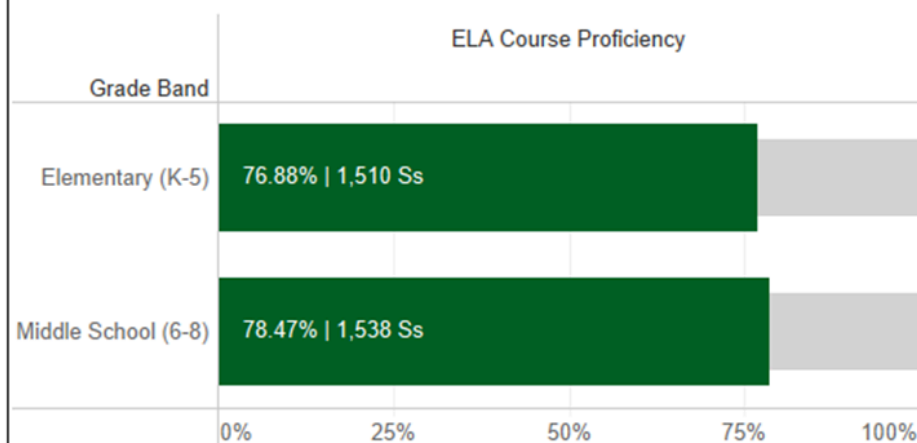 ELA Course Proficiency
Grade Band
Elementary (K-5)
76.88% | 1,510 Ss
Middle School (6-8)
78.47% | 1,538 Ss
0% 25% 50% 75% 100%